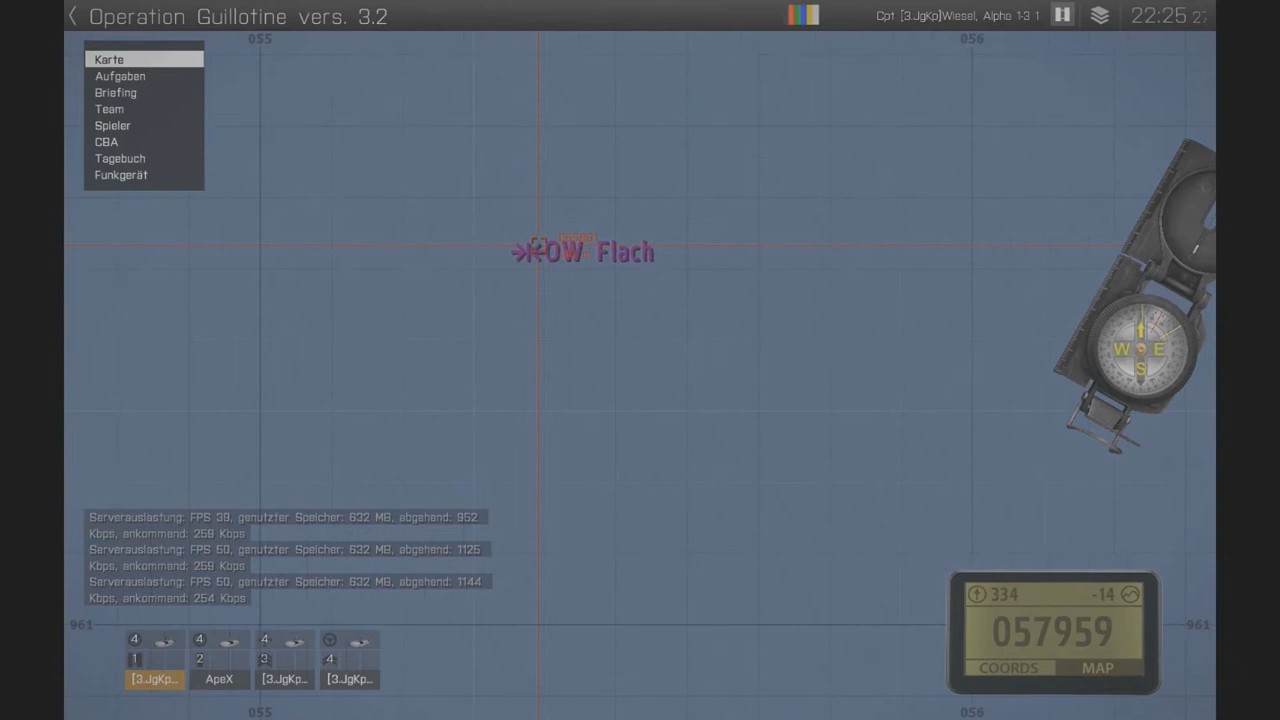 Operation Guillotine vers. 3.2
Cpt [3.JgKp]Wiesel, Alpha 1-3 1
22:25 27
055
056
Karte
Aufgaben
Briefing
Team
Spieler
CBA
Tagebuch
Funkgerät
KOW Flach
W E
S
Serverauslastung: FPS 39, genutzter Speicher: 632 MB, abgehend: 952
Kbps, ankommend: 259 Kbps
Serverauslastung: FPS 50, genutzter Speicher: 632 MB, abgehend: 1125
Kbps, ankommend: 259 Kbps
Serverauslastung: FPS 50, genutzter Speicher: 632 MB, abgehend: 1144
Kbps, ankommend: 254 Kbps
334 -14
057959
COORDS MAP
961
961
4 4 4
1 2 3 4
[3.JgKp... ApeX [3.JgKp... [3.JgKp...
055
056